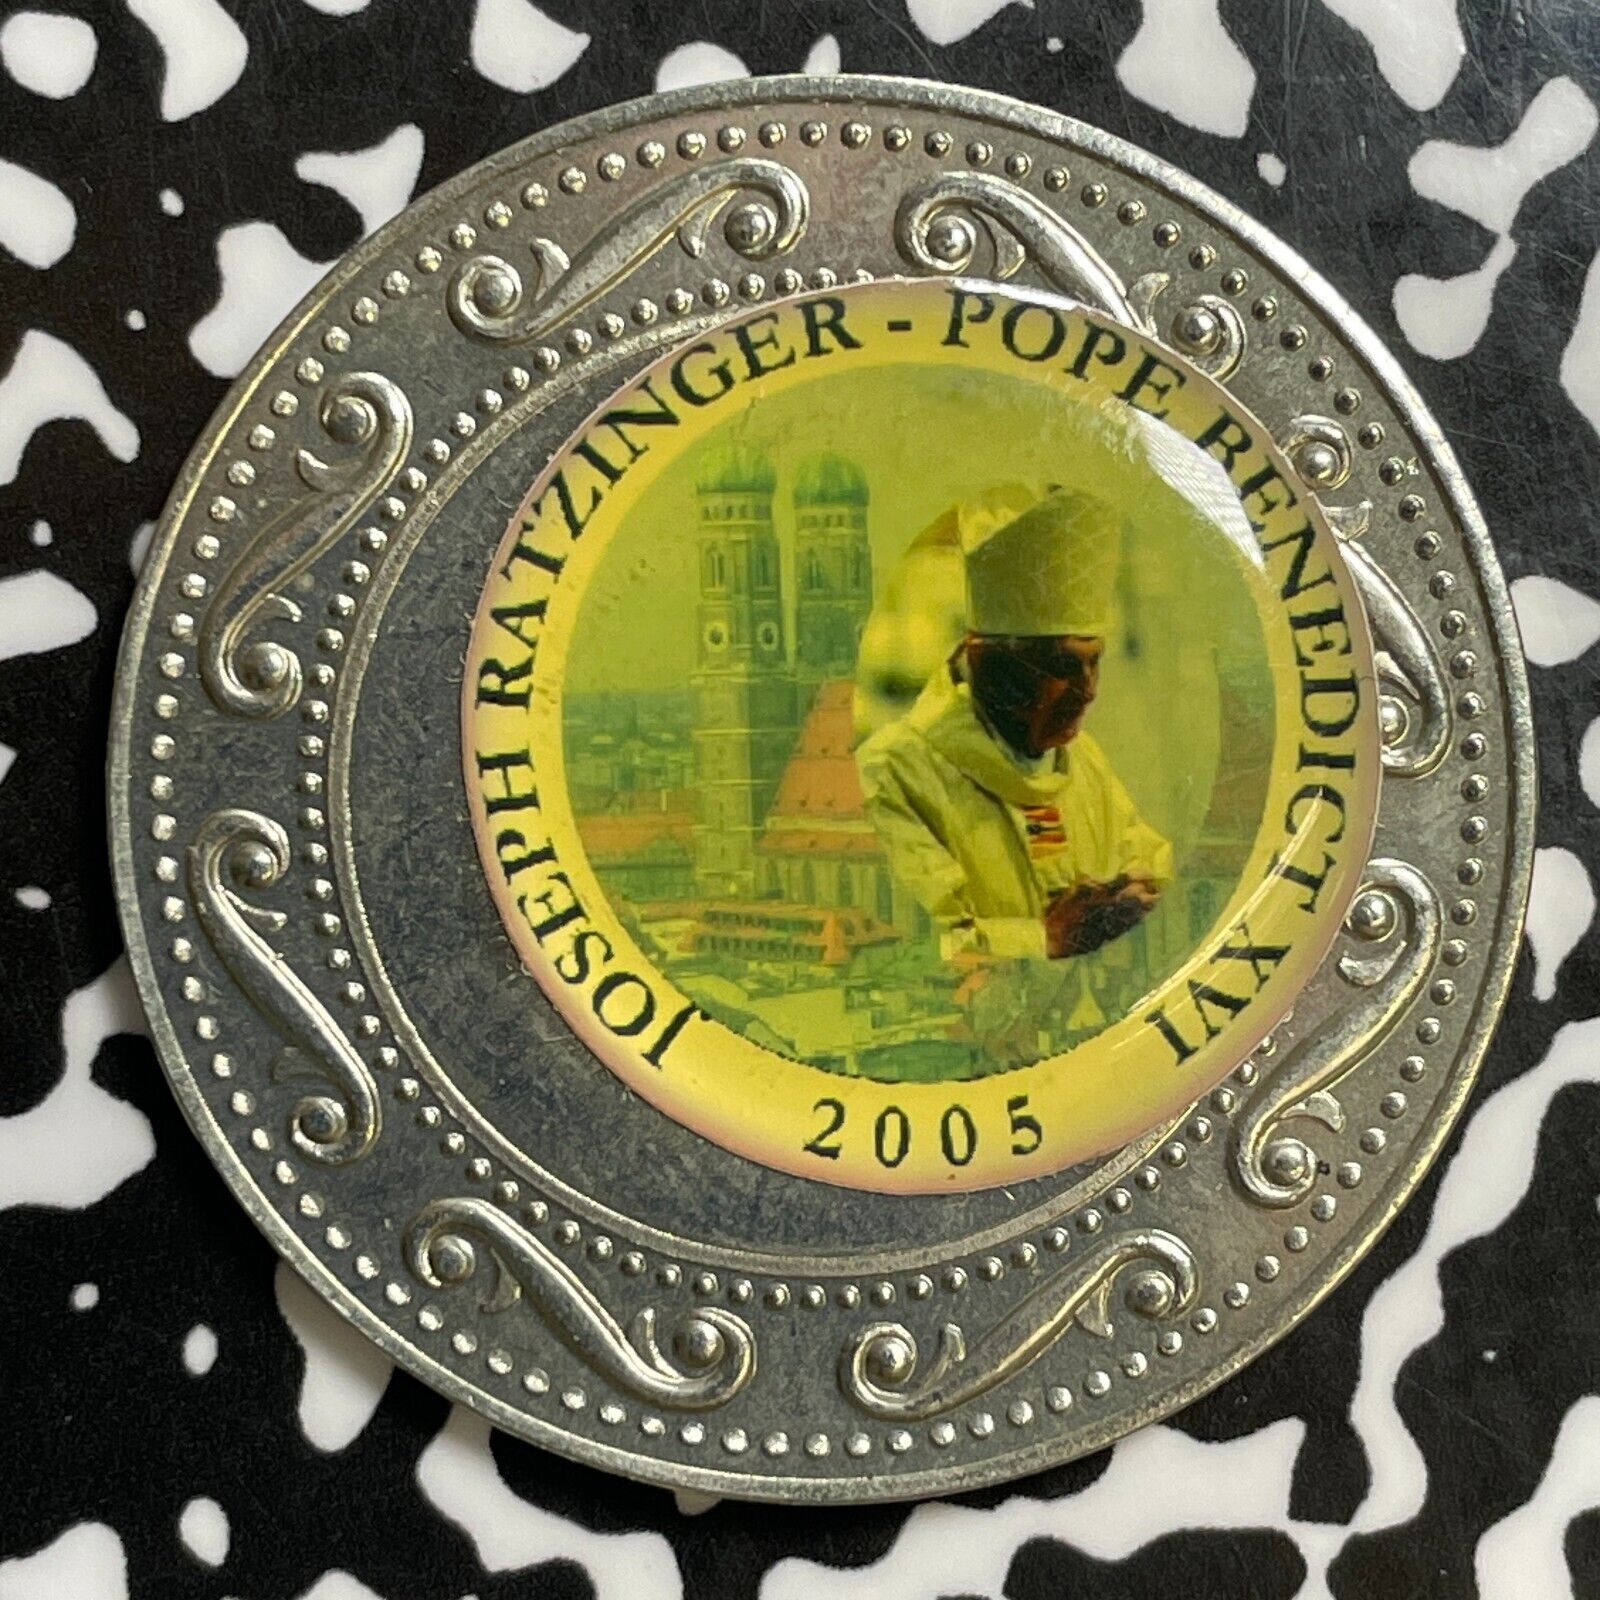 JOSEPH RATZINGER - POPE BENEDICT XVI
2005